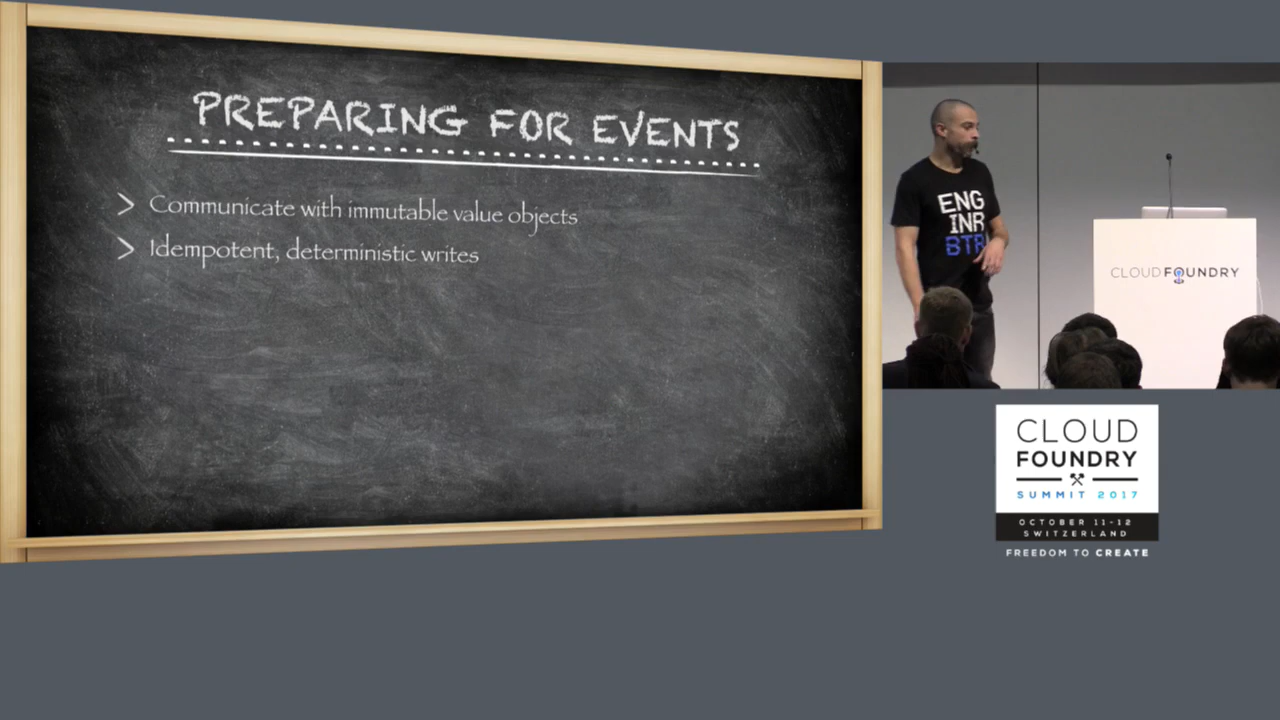 PREPARING FOR EVENTS
> Communicate with immutable value objects
> Idempotent, deterministic writes
ENG
INR
BTR
CLOUDFOUNDRY
CLOUD
FOUNDRY
SUMMIT 2017
OCTOBER 11-12
SWITZERLAND
FREEDOM TO CREATE